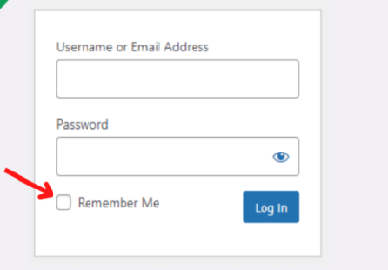 Username or Email Address
Password
Remember Me
Log In